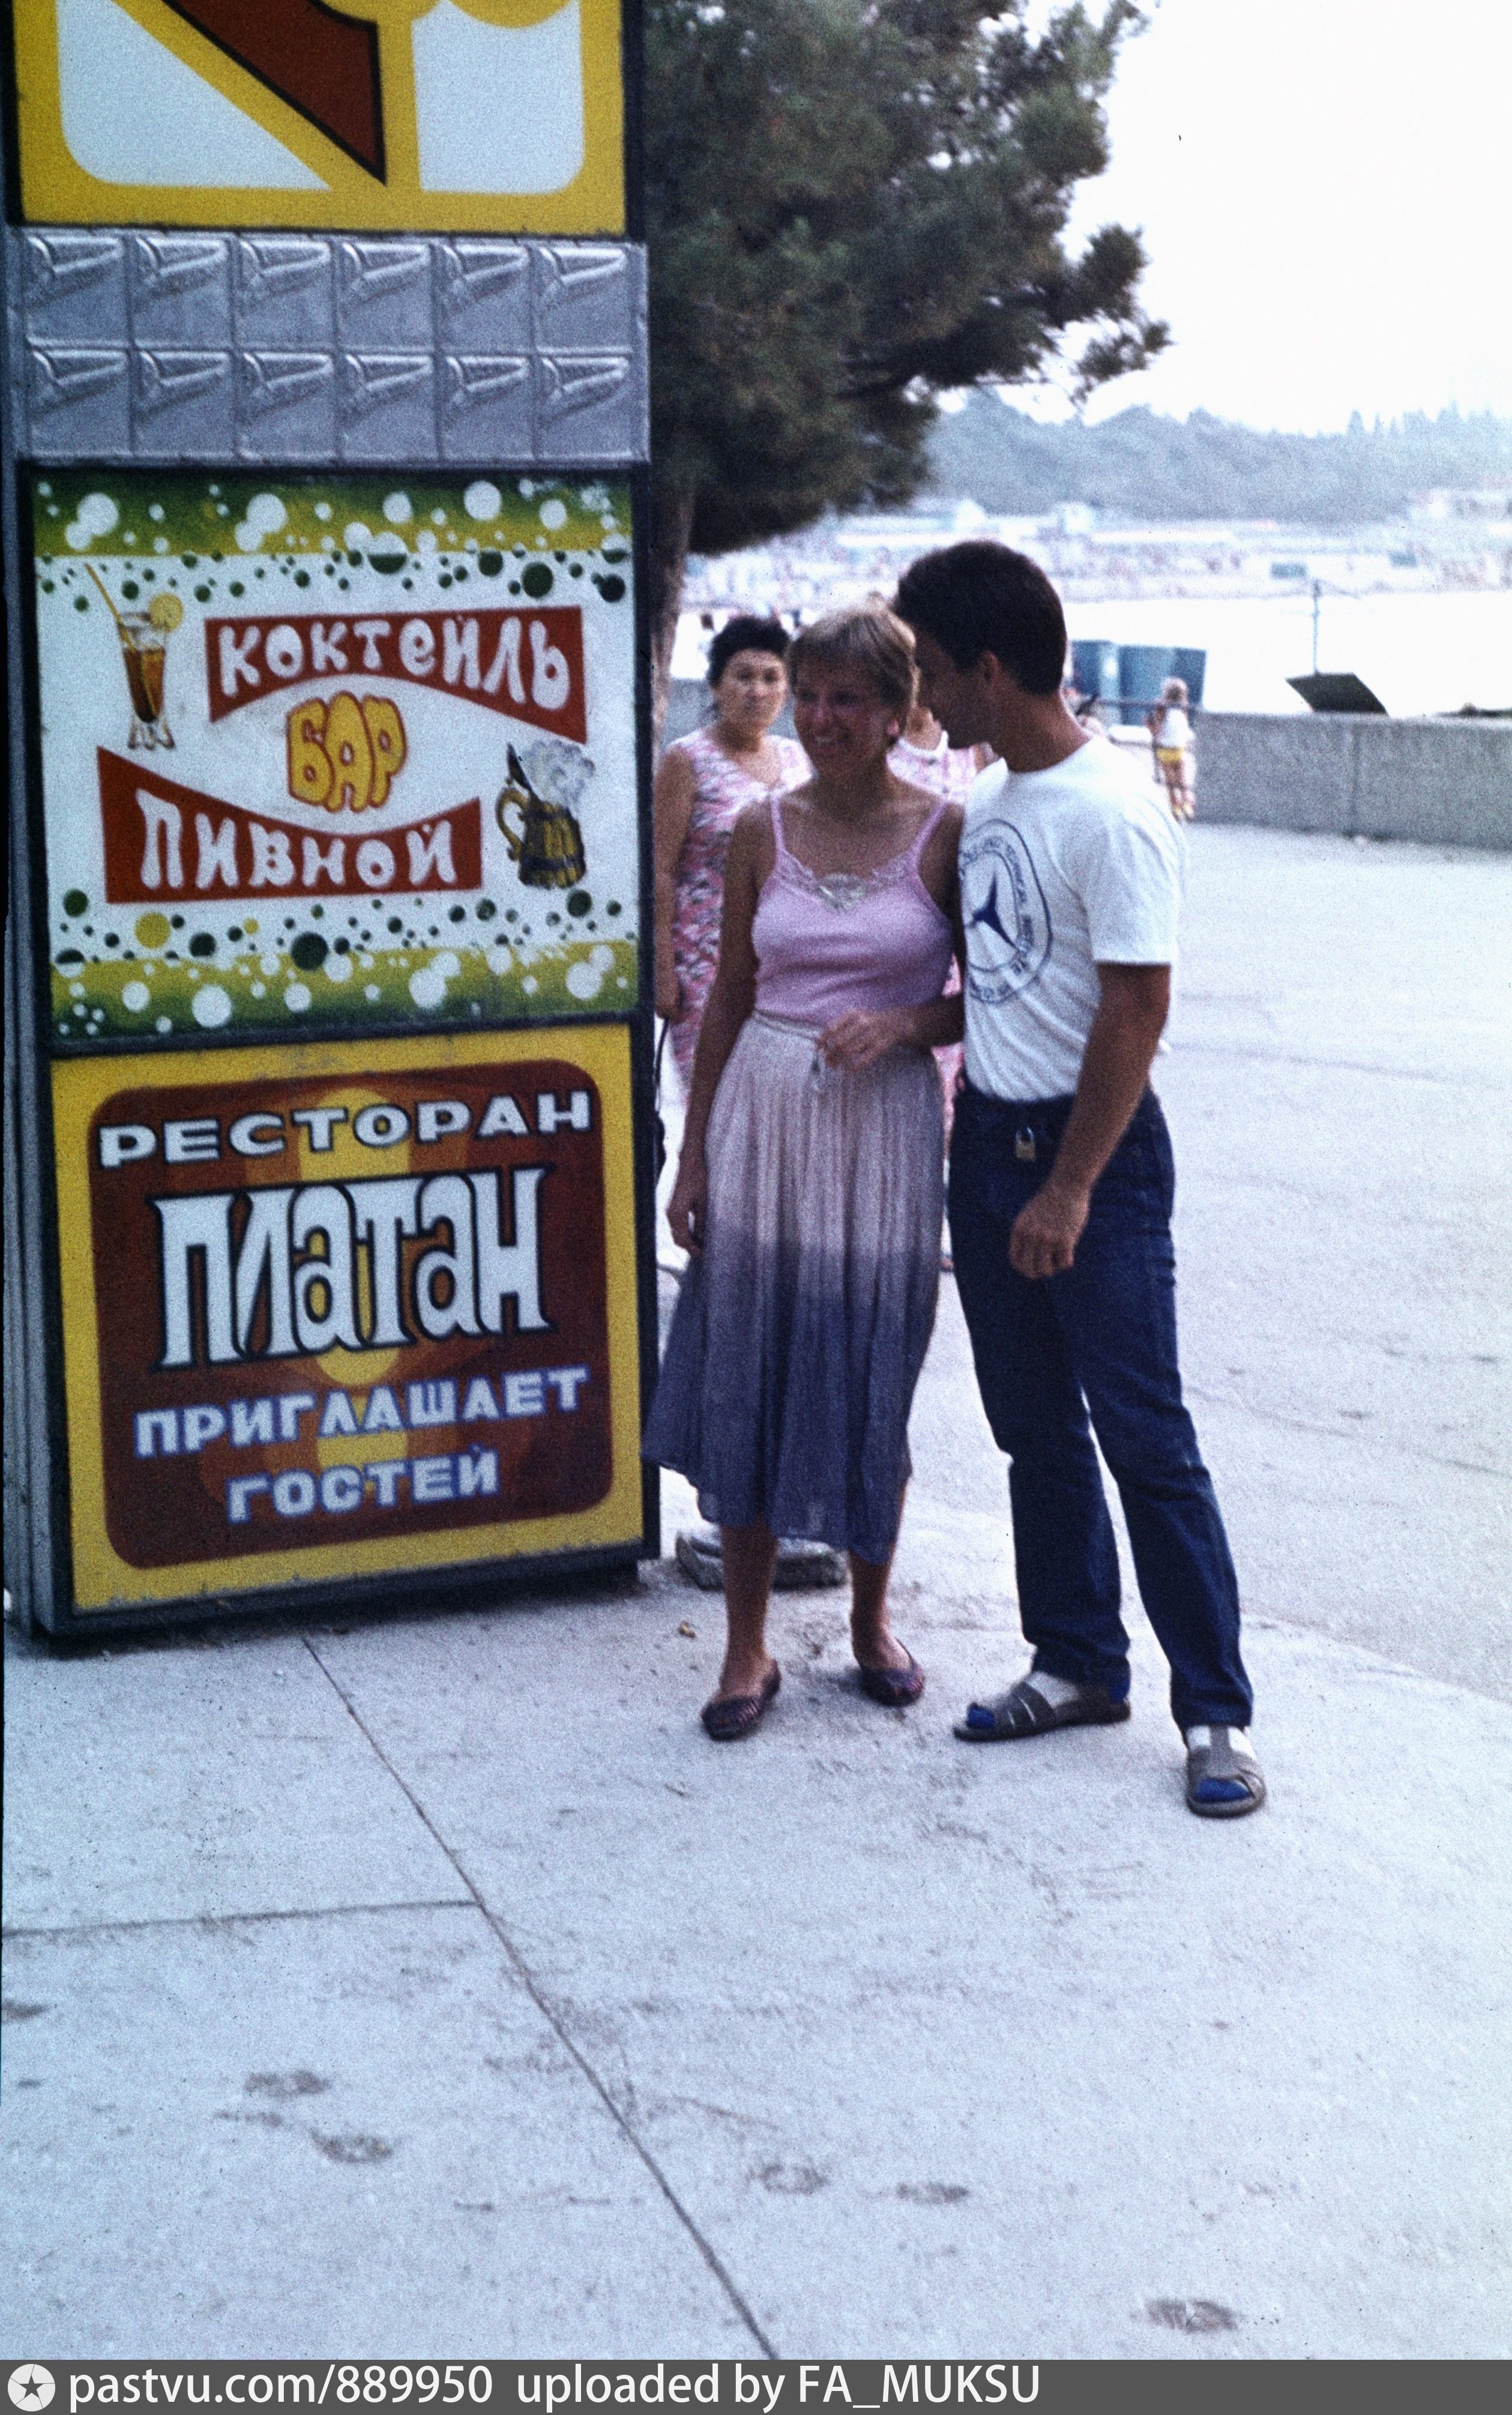 КОКТЕЙЛЬ
БАР
ПИВНОЙ
РЕСТОРАН
ПЛАТАН
ПРИГЛАШАЕТ
ГОСТЕЙ
pastvu.com/889950 uploaded by FA_MUKSU